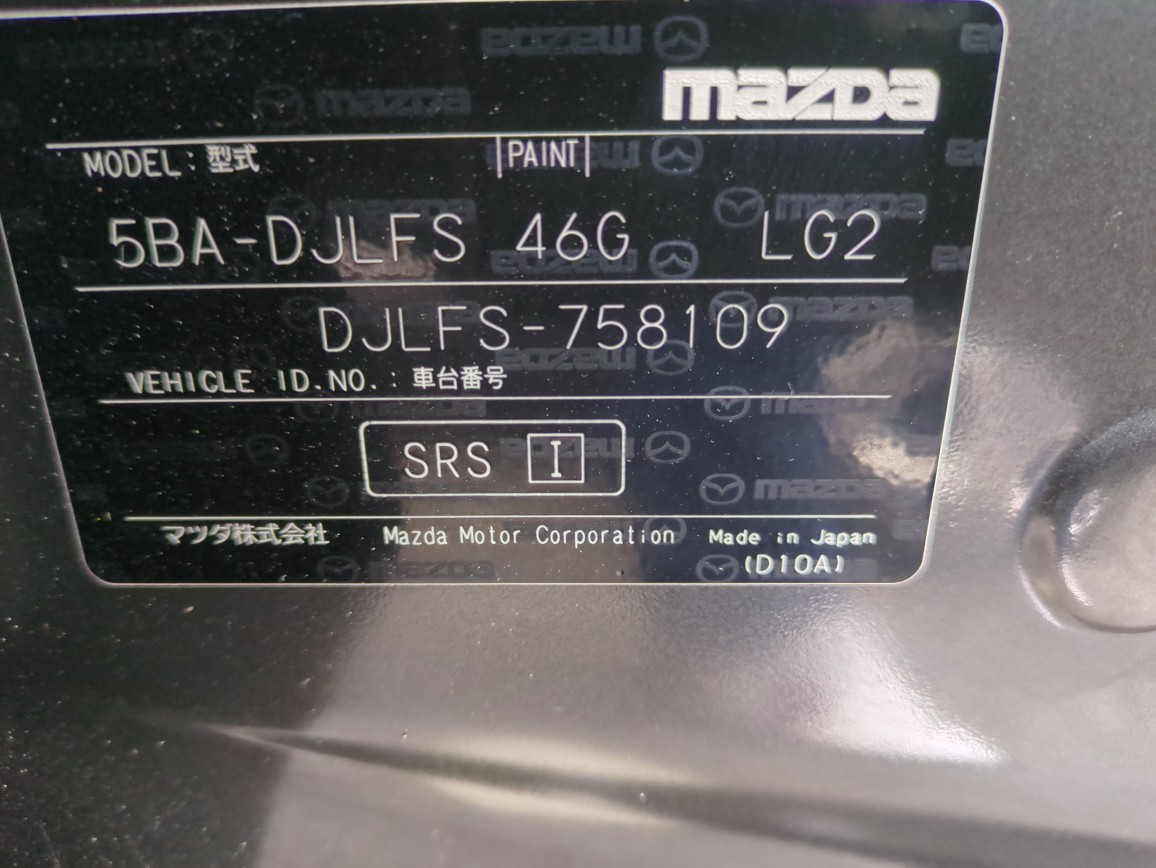 mazda
MODEL: 型式 |PAINT|
5BA-DJLFS 46G LG2
DJLFS-758109
VEHICLE ID.NO.: 車台番号
SRS I
マツダ株式会社 Mazda Motor Corporation Made in Japan
(D10A)